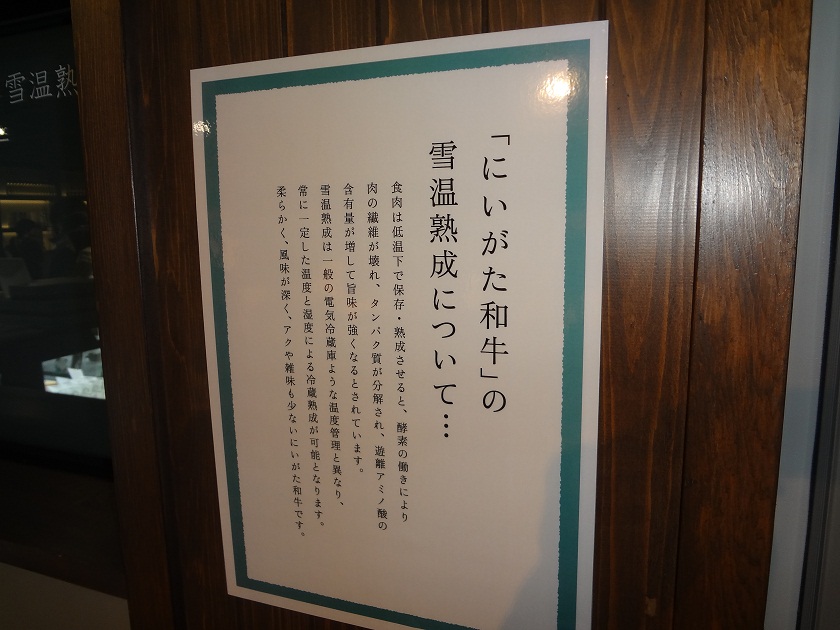 「にいがた和牛」の
雪温熟成について…
食肉は低温下で保存・熟成させると、酵素の働きにより
肉の繊維が壊れ、タンパク質が分解され、遊離アミノ酸の
含有量が増して旨味が強くなるとされています。
雪温熟成は一般の電気冷蔵庫ような温度管理と異なり、
常に一定した温度と湿度による冷蔵熟成が可能となります。
柔らかく、風味が深く、アクや雑味も少ないにいがた和牛です。
雪温熟